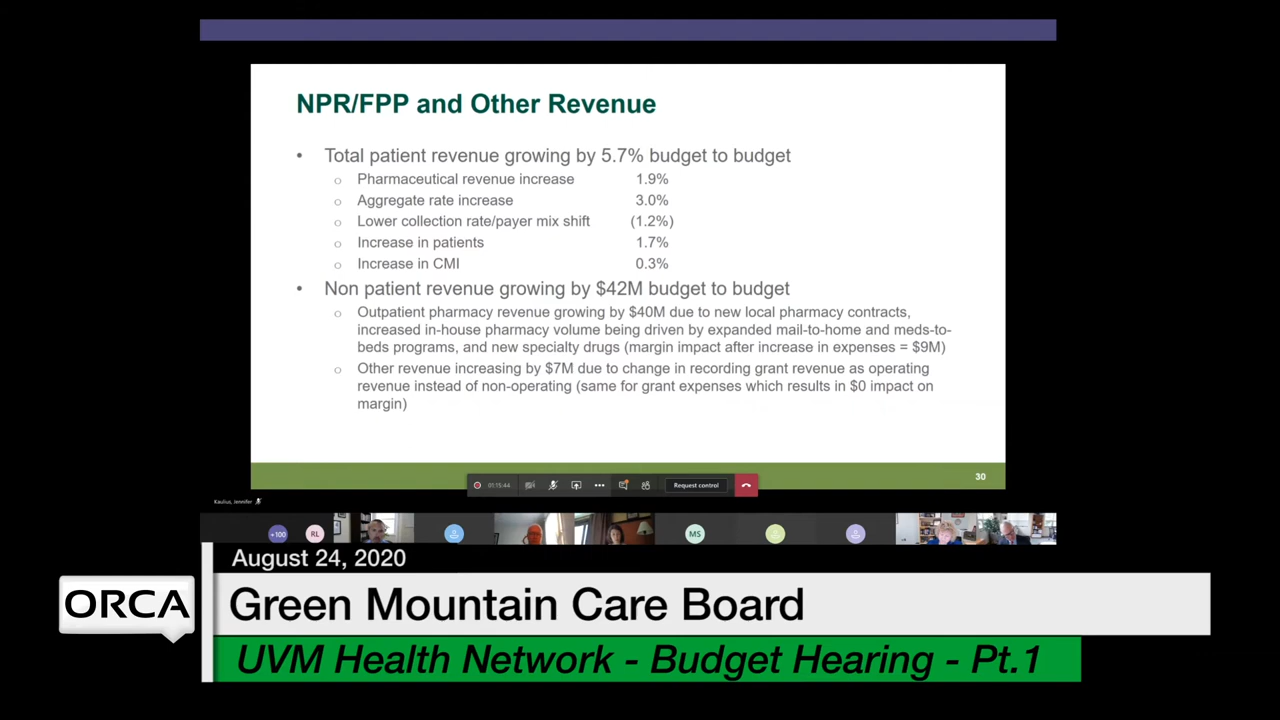 NPR/FPP and Other Revenue
• Total patient revenue growing by 5.7% budget to budget
o Pharmaceutical revenue increase 1.9%
o Aggregate rate increase 3.0%
o Lower collection rate/payer mix shift (1.2%)
o Increase in patients 1.7%
o Increase in CMI 0.3%
• Non patient revenue growing by $42M budget to budget
o Outpatient pharmacy revenue growing by $40M due to new local pharmacy contracts,
increased in-house pharmacy volume being driven by expanded mail-to-home and meds-to-
beds programs, and new specialty drugs (margin impact after increase in expenses = $9M)
o Other revenue increasing by $7M due to change in recording grant revenue as operating
revenue instead of non-operating (same for grant expenses which results in $0 impact on
margin)
30
01:15:44
Request control
Kaulius, Jennifer
+100
RL
MS
August 24, 2020
ORCA
Green Mountain Care Board
UVM Health Network - Budget Hearing - Pt.1